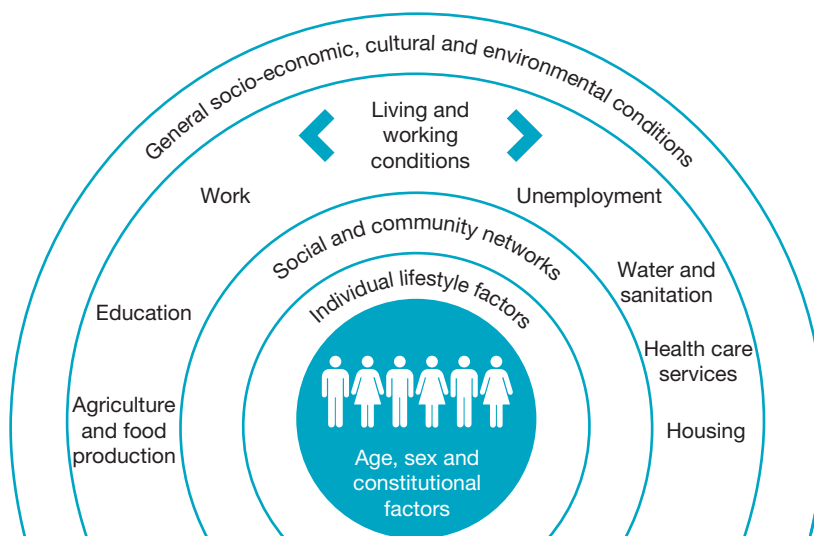 General socio-economic, cultural and environmental conditions
Living and
working
conditions
Work
Unemployment
Social and community networks
Water and
sanitation
Individual lifestyle factors
Education
Health care
services
Agriculture
and food
production
Housing
Age, sex and
constitutional
factors